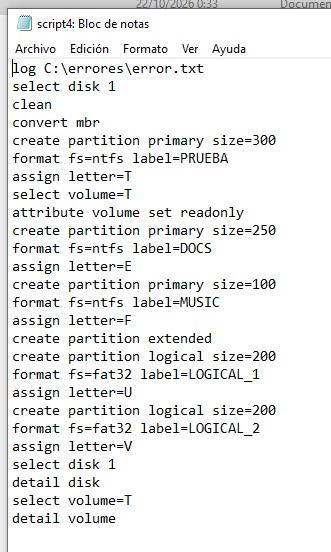 22/10/2026 0:33
Documen
script4: Bloc de notas
Archivo Edición Formato Ver Ayuda
log C:\errores\error.txt
select disk 1
clean
convert mbr
create partition primary size=300
format fs=ntfs label=PRUEBA
assign letter=T
select volume=T
attribute volume set readonly
create partition primary size=250
format fs=ntfs label=DOCS
assign letter=E
create partition primary size=100
format fs=ntfs label=MUSIC
assign letter=F
create partition extended
create partition logical size=200
format fs=fat32 label=LOGICAL_1
assign letter=U
create partition logical size=200
format fs=fat32 label=LOGICAL_2
assign letter=V
select disk 1
detail disk
select volume=T
detail volume